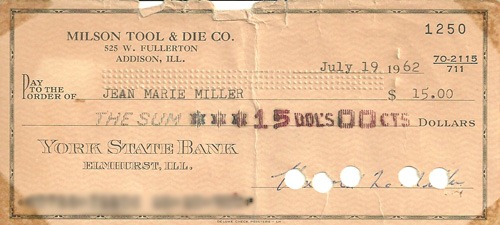 MILSON TOOL & DIE CO.
525 W. FULLERTON
ADDISON, ILL.
1250
July 19 1962
70-2115
711
PAY TO THE ORDER OF JEAN MARIE MILLER $ 15.00
THE SUM ***15 DOL'S 00 CTS DOLLARS
YORK STATE BANK
ELMHURST, ILL.